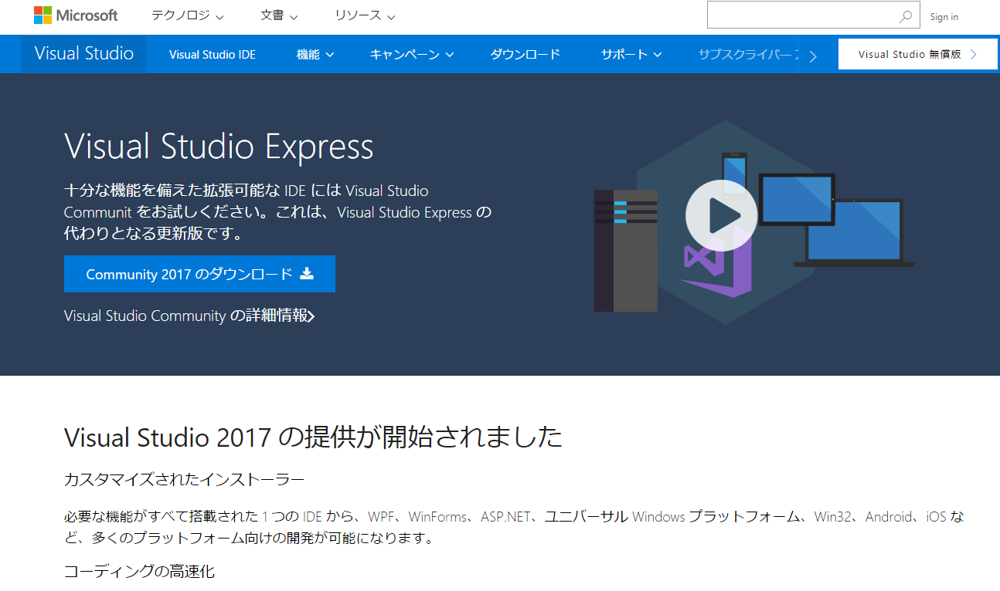 Microsoft テクノロジ 文書 リソース Sign in
Visual Studio Visual Studio IDE 機能 キャンペーン ダウンロード サポート サブスクライバー Visual Studio 無償版
Visual Studio Express
十分な機能を備えた拡張可能な IDE には Visual Studio
Communit をお試しください。これは、Visual Studio Express の
代わりとなる更新版です。
Community 2017 のダウンロード
Visual Studio Community の詳細情報
Visual Studio 2017 の提供が開始されました
カスタマイズされたインストーラー
必要な機能がすべて搭載された 1 つの IDE から、WPF、WinForms、ASP.NET、ユニバーサル Windows プラットフォーム、Win32、Android、iOS な
ど、多くのプラットフォーム向けの開発が可能になります。
コーディングの高速化